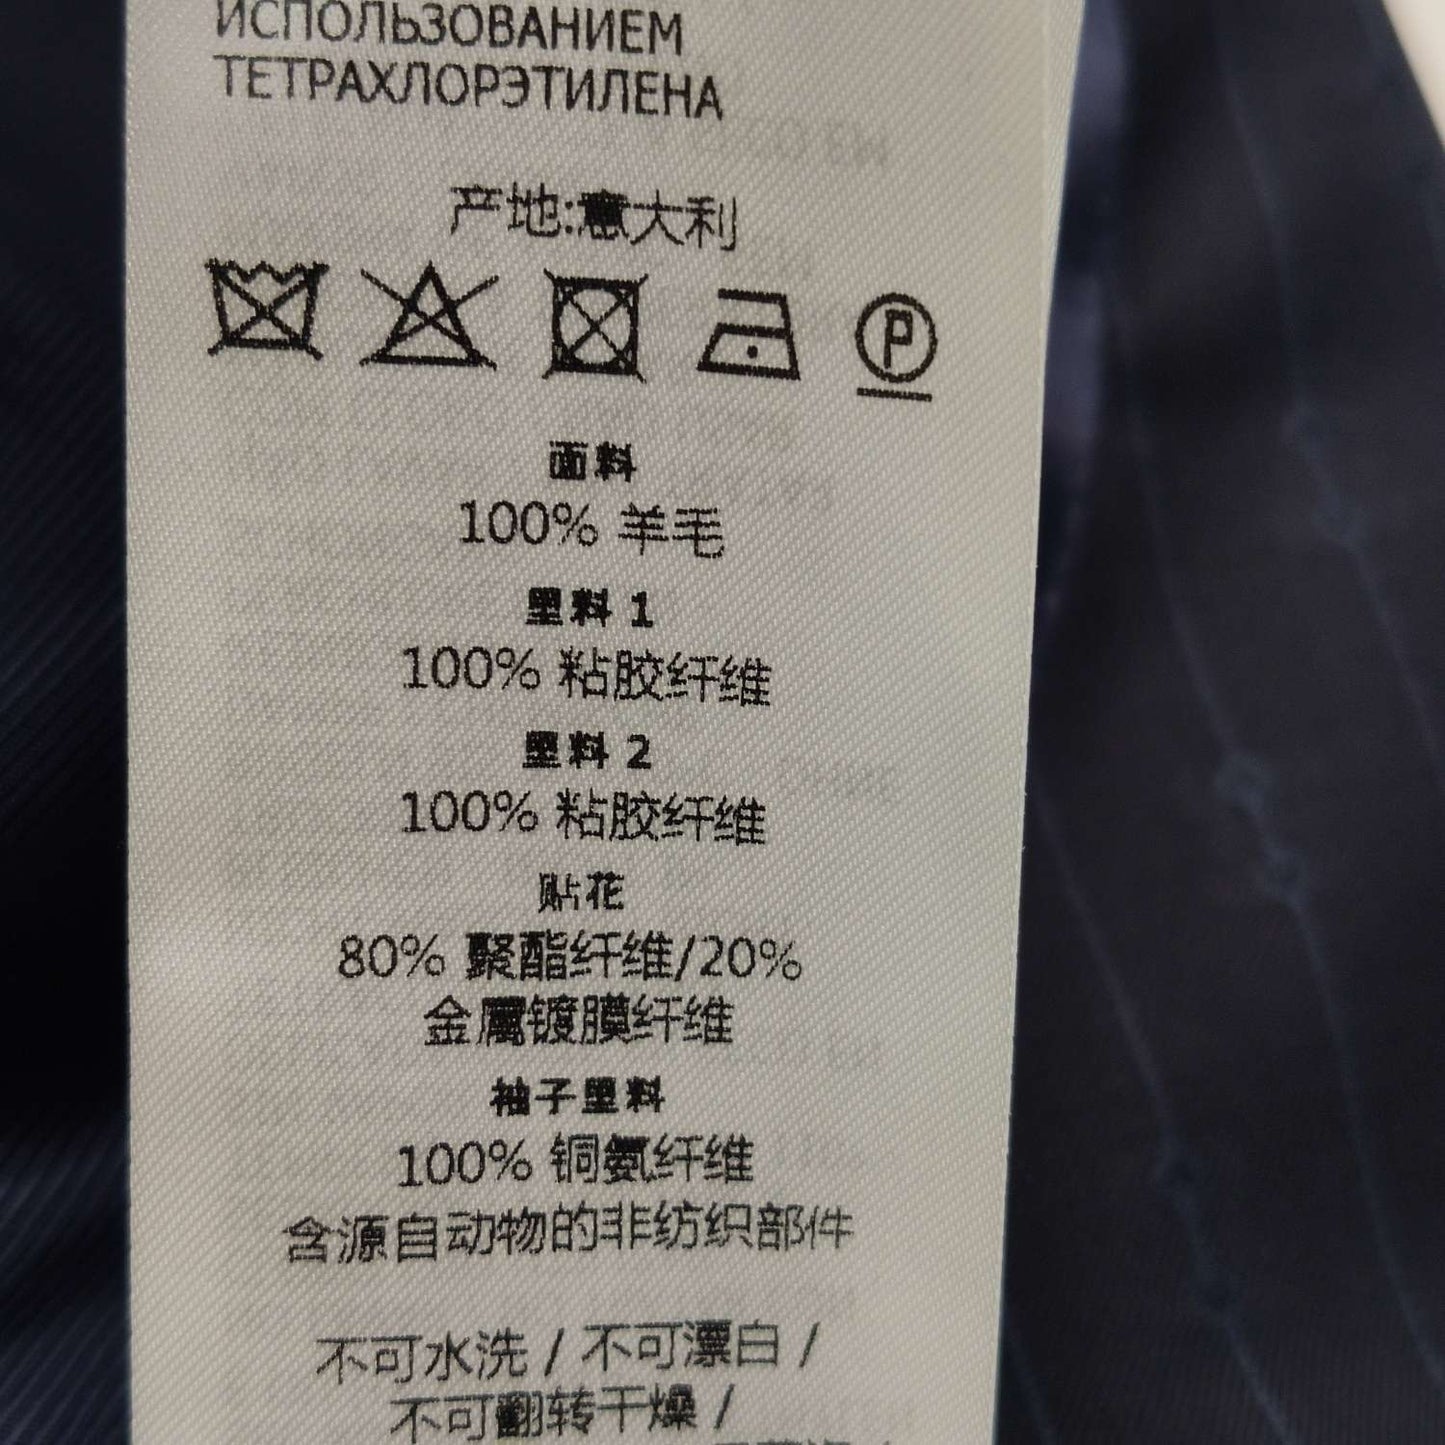 ИСПОЛЬЗОВАНИЕМ
ТЕТРАХЛОРЭТИЛЕНА
产地:意大利
P
面料
100% 羊毛
里料 1
100% 粘胶纤维
里料 2
100% 粘胶纤维
贴花
80% 聚酯纤维/20%
金属镀膜纤维
袖子里料
100% 铜氨纤维
含源自动物的非纺织部件
不可水洗 / 不可漂白 /
不可翻转干燥 /